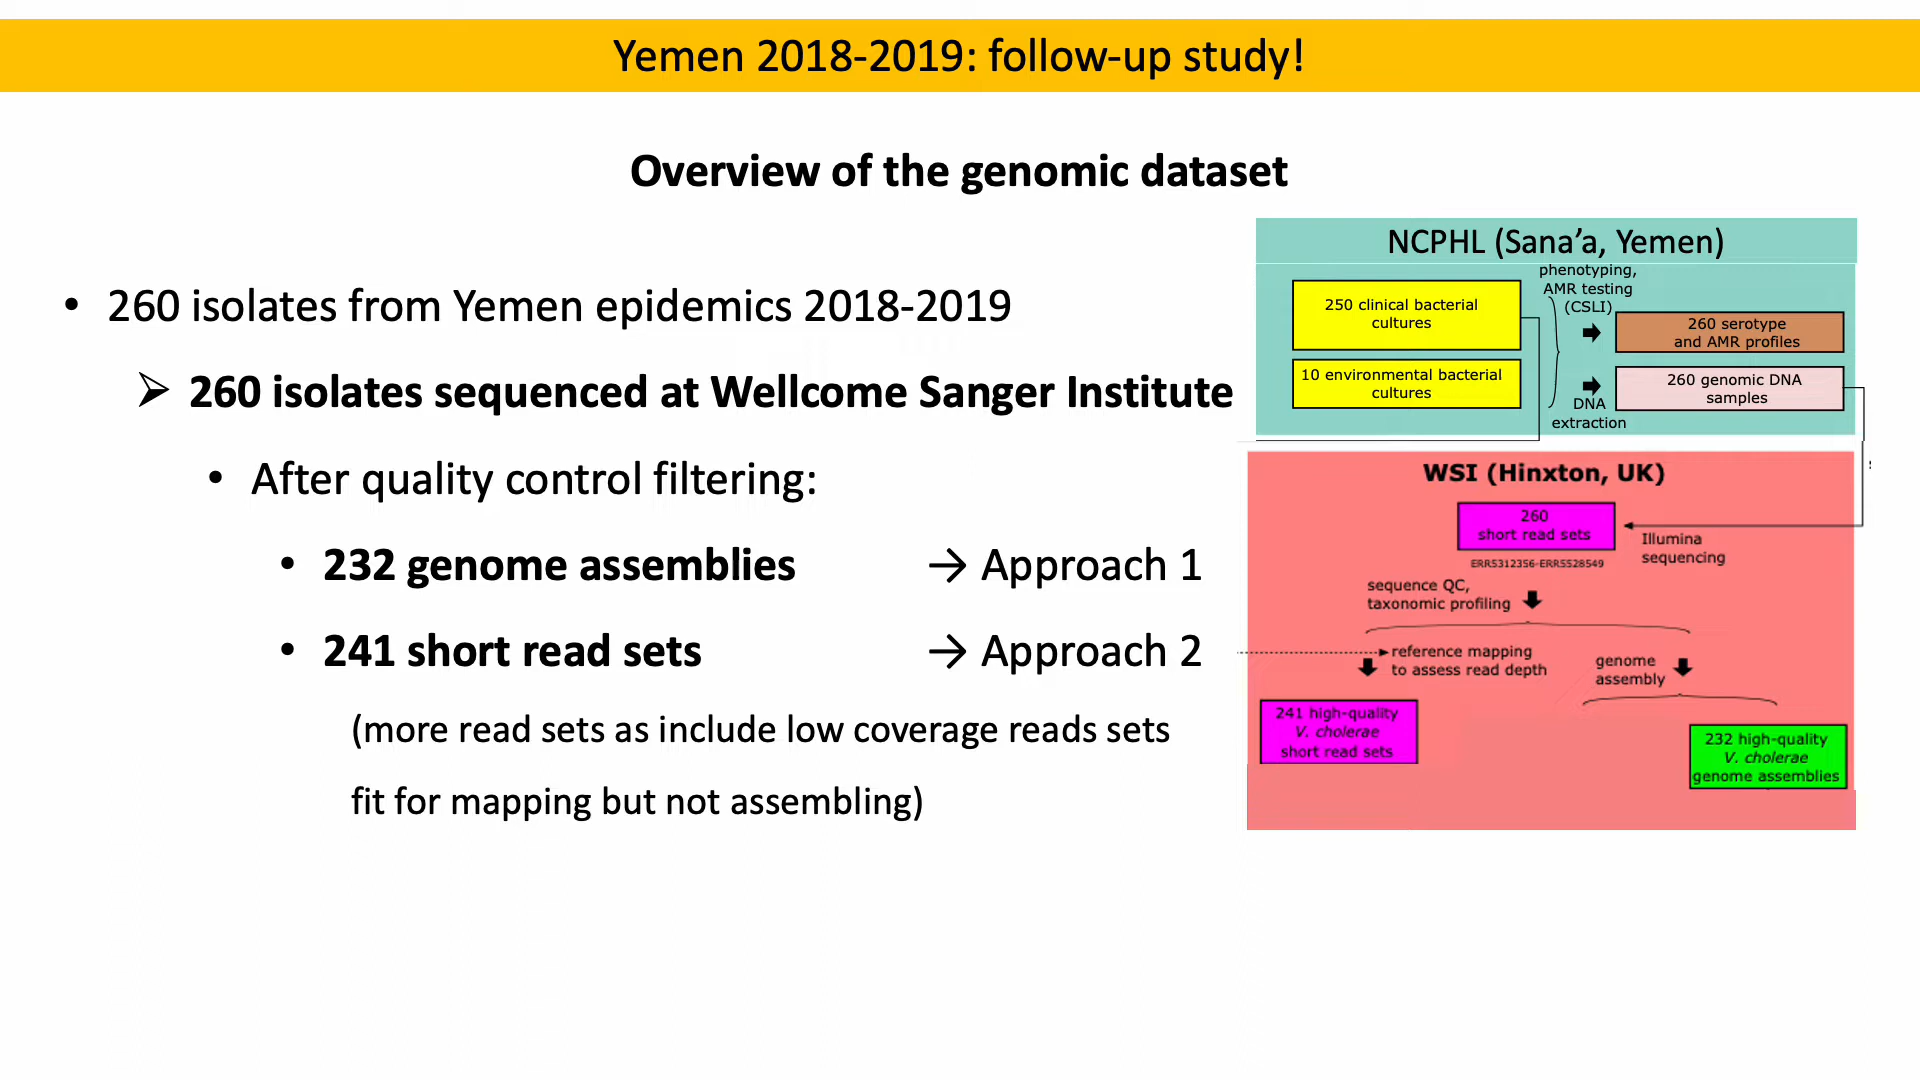 Yemen 2018-2019: follow-up study!
Overview of the genomic dataset
• 260 isolates from Yemen epidemics 2018-2019
➢ 260 isolates sequenced at Wellcome Sanger Institute
• After quality control filtering:
• 232 genome assemblies → Approach 1
• 241 short read sets → Approach 2
(more read sets as include low coverage reads sets
fit for mapping but not assembling)
NCPHL (Sana’a, Yemen)
250 clinical bacterial
cultures
10 environmental bacterial
cultures
phenotyping,
AMR testing
(CSLI)
260 serotype
and AMR profiles
DNA
extraction
260 genomic DNA
samples
WSI (Hinxton, UK)
260
short read sets
ERR5312356-ERR5528549
Illumina
sequencing
sequence QC,
taxonomic profiling
reference mapping
to assess read depth
genome
assembly
241 high-quality
V. cholerae
short read sets
232 high-quality
V. cholerae
genome assemblies